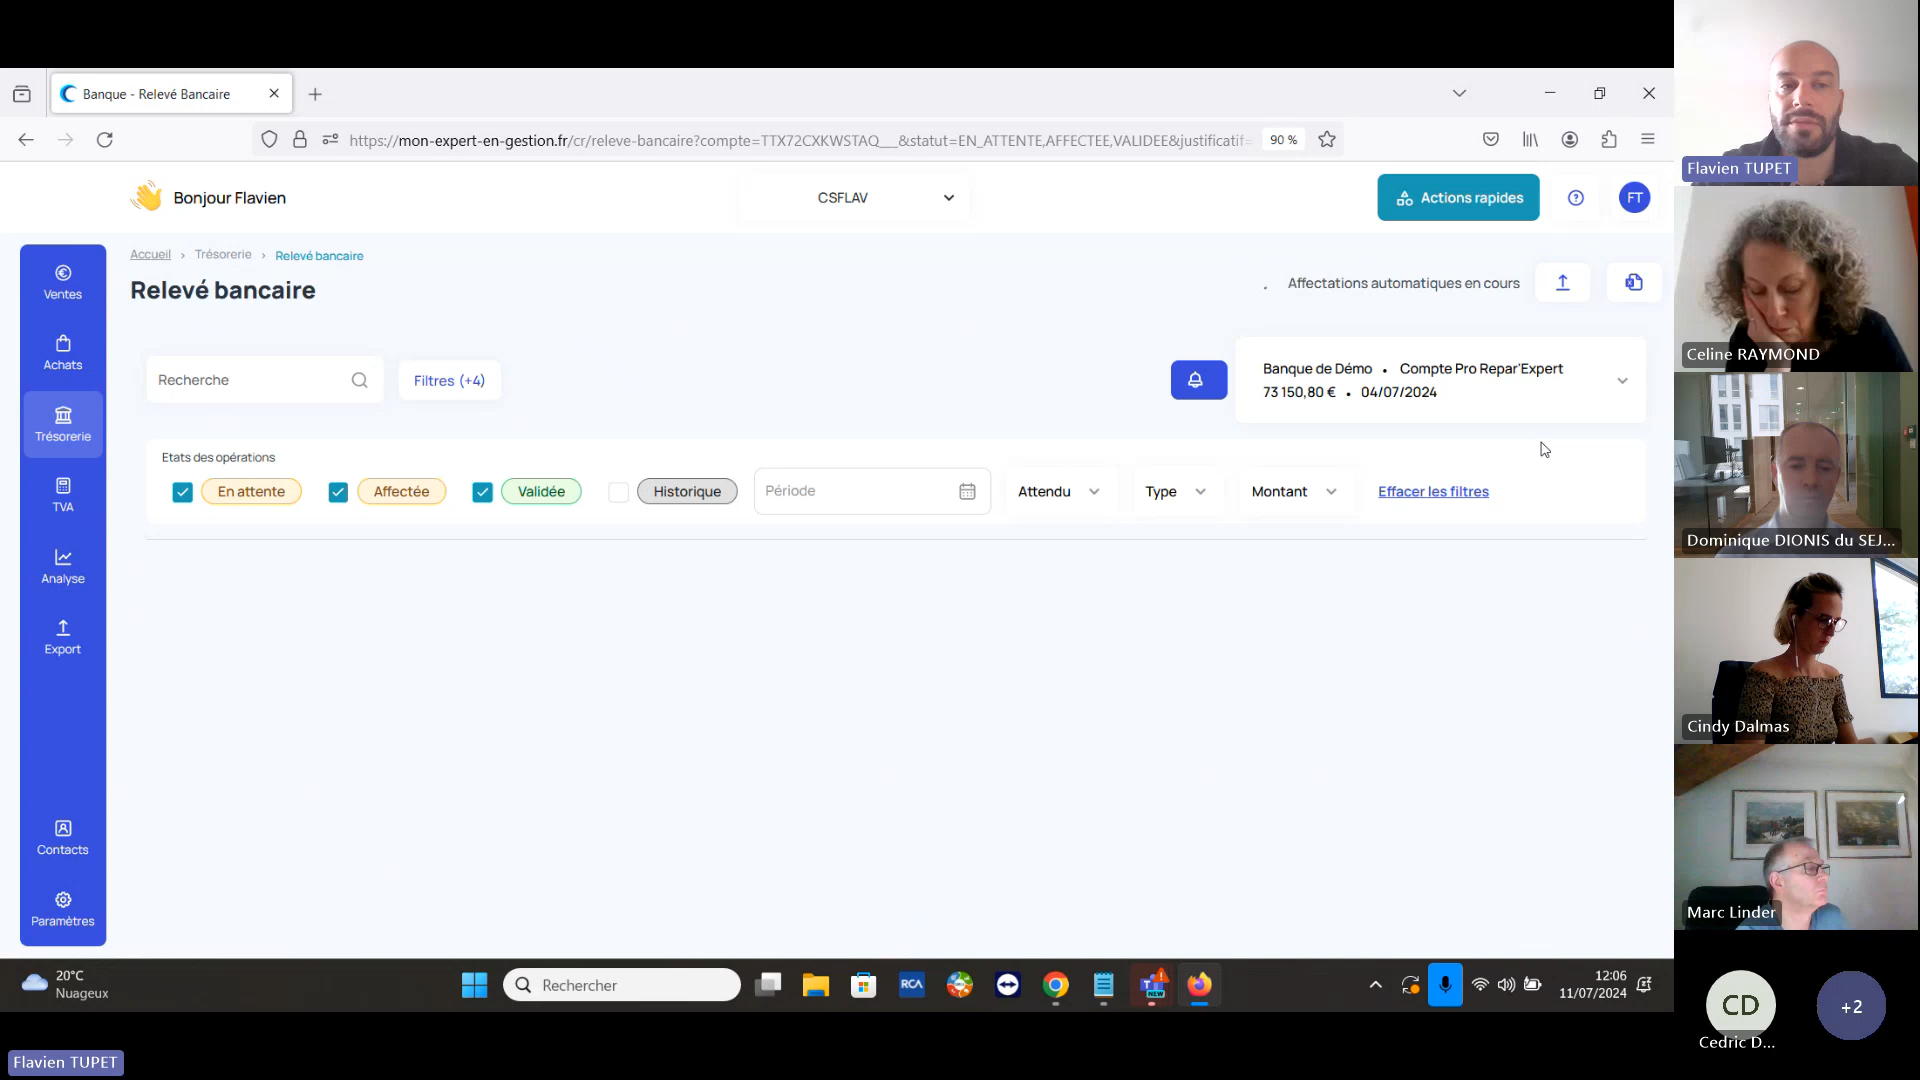 Banque - Relevé Bancaire
https://mon-expert-en-gestion.fr/cr/releve-bancaire?compte=TTX72CXKWSTAQ___&statut=EN_ATTENTE,AFFECTEE,VALIDEE&justificatif=
90 %
Bonjour Flavien
CSFLAV
Actions rapides
FT
Accueil > Trésorerie > Relevé bancaire
Relevé bancaire
Affectations automatiques en cours
Ventes
Achats
Trésorerie
TVA
Analyse
Export
Contacts
Paramètres
Recherche
Filtres (+4)
Banque de Démo • Compte Pro Repar'Expert
73 150,80 € • 04/07/2024
Etats des opérations
En attente
Affectée
Validée
Historique
Période
Attendu
Type
Montant
Effacer les filtres
20°C
Nuageux
Rechercher
RCA
NEW
12:06
11/07/2024
Flavien TUPET
Flavien TUPET
Celine RAYMOND
Dominique DIONIS du SEJ...
Cindy Dalmas
Marc Linder
CD
Cedric D...
+2